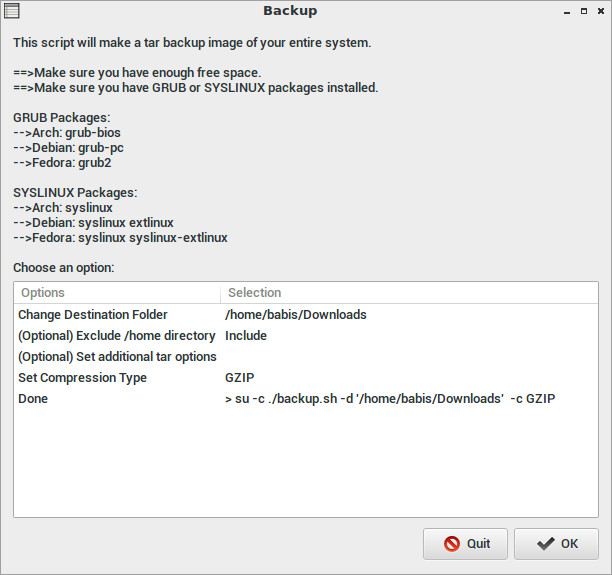 Backup
This script will make a tar backup image of your entire system.
==>Make sure you have enough free space.
==>Make sure you have GRUB or SYSLINUX packages installed.
GRUB Packages:
-->Arch: grub-bios
-->Debian: grub-pc
-->Fedora: grub2
SYSLINUX Packages:
-->Arch: syslinux
-->Debian: syslinux extlinux
-->Fedora: syslinux syslinux-extlinux
Choose an option:
Options Selection
Change Destination Folder /home/babis/Downloads
(Optional) Exclude /home directory Include
(Optional) Set additional tar options
Set Compression Type GZIP
Done > su -c ./backup.sh -d '/home/babis/Downloads'  -c GZIP
Quit OK